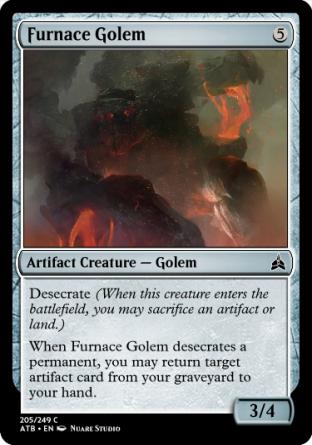 Furnace Golem 5
Artifact Creature — Golem
Desecrate (When this creature enters the
battlefield, you may sacrifice an artifact or
land.)
When Furnace Golem desecrates a
permanent, you may return target
artifact card from your graveyard to
your hand.
3/4
205/249 C
ATB • EN Nuare Studio